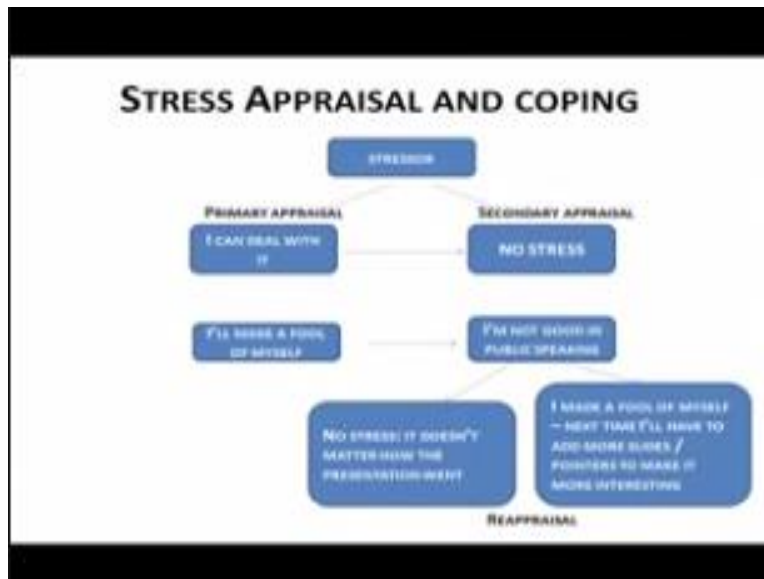 STRESS APPRAISAL AND COPING
STRESSOR
PRIMARY APPRAISAL
SECONDARY APPRAISAL
I CAN DEAL WITH
IT
NO STRESS
I'LL MAKE A FOOL
OF MYSELF
I'M NOT GOOD IN
PUBLIC SPEAKING
NO STRESS: IT DOESN'T
MATTER HOW THE
PRESENTATION WENT
I MADE A FOOL OF MYSELF
– NEXT TIME I'LL HAVE TO
ADD MORE SLIDES /
POINTERS TO MAKE IT
MORE INTERESTING
REAPPRAISAL